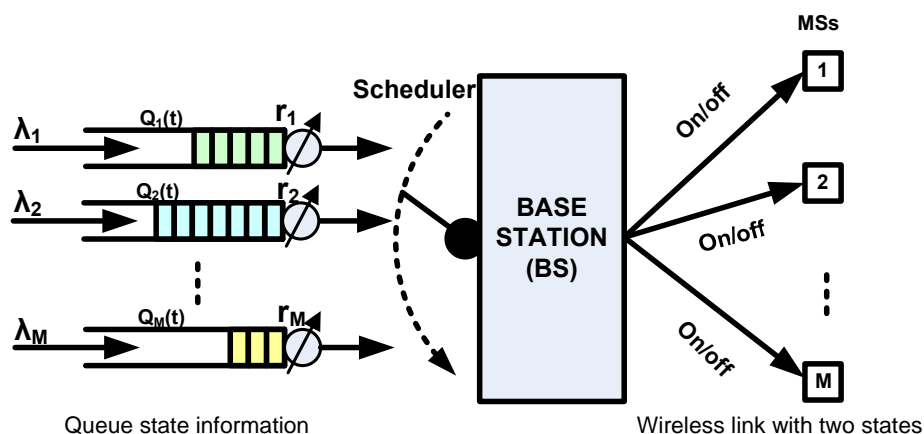 MSs
1
Scheduler
On/off
λ1
Q1(t)
r1
λ2
Q2(t)
r2
2
BASE
STATION
(BS)
On/off
λM
QM(t)
rM
On/off
M
Queue state information
Wireless link with two states